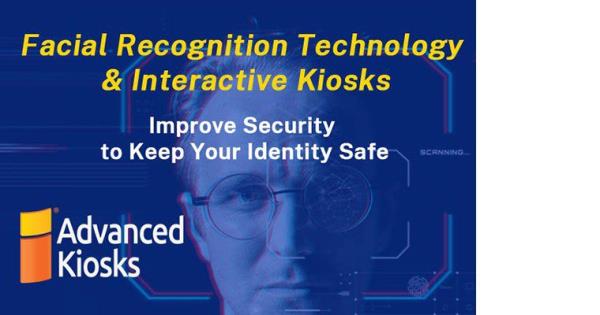 Facial Recognition Technology
& Interactive Kiosks
Improve Security
to Keep Your Identity Safe
SCANNING...
Advanced
Kiosks